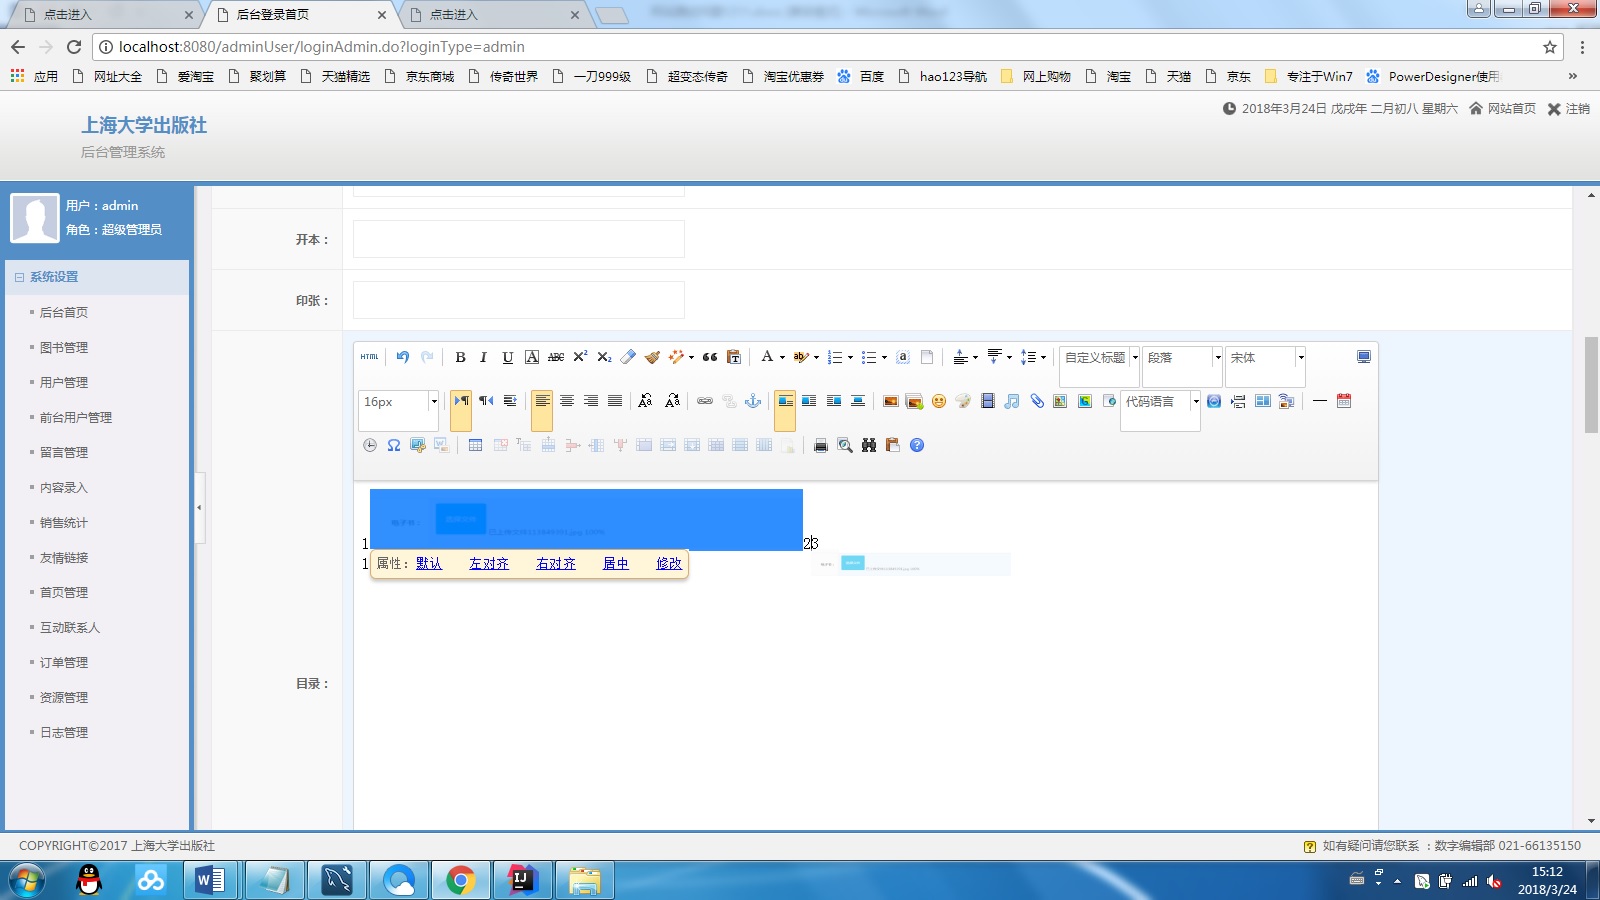 点击进入
后台登录首页
点击进入
localhost:8080/adminUser/loginAdmin.do?loginType=admin
应用 网址大全 爱淘宝 聚划算 天猫精选 京东商城 传奇世界 一刀999级 超变态传奇 淘宝优惠券 百度 hao123导航 网上购物 淘宝 天猫 京东 专注于Win7 PowerDesigner使用 »
2018年3月24日 戊戌年 二月初八 星期六 网站首页 注销
上海大学出版社
后台管理系统
用户：admin
角色：超级管理员
系统设置
后台首页
图书管理
用户管理
前台用户管理
留言管理
内容录入
销售统计
友情链接
首页管理
互动联系人
订单管理
资源管理
日志管理
开本：
印张：
HTML B I U A ABC X² X₂ A ab a 自定义标题 段落 宋体
16px 代码语言
Ω
1 23
1 属性：默认 左对齐 右对齐 居中 修改
目录：
COPYRIGHT©2017 上海大学出版社
如有疑问请您联系 ：数字编辑部 021-66135150
15:12
2018/3/24